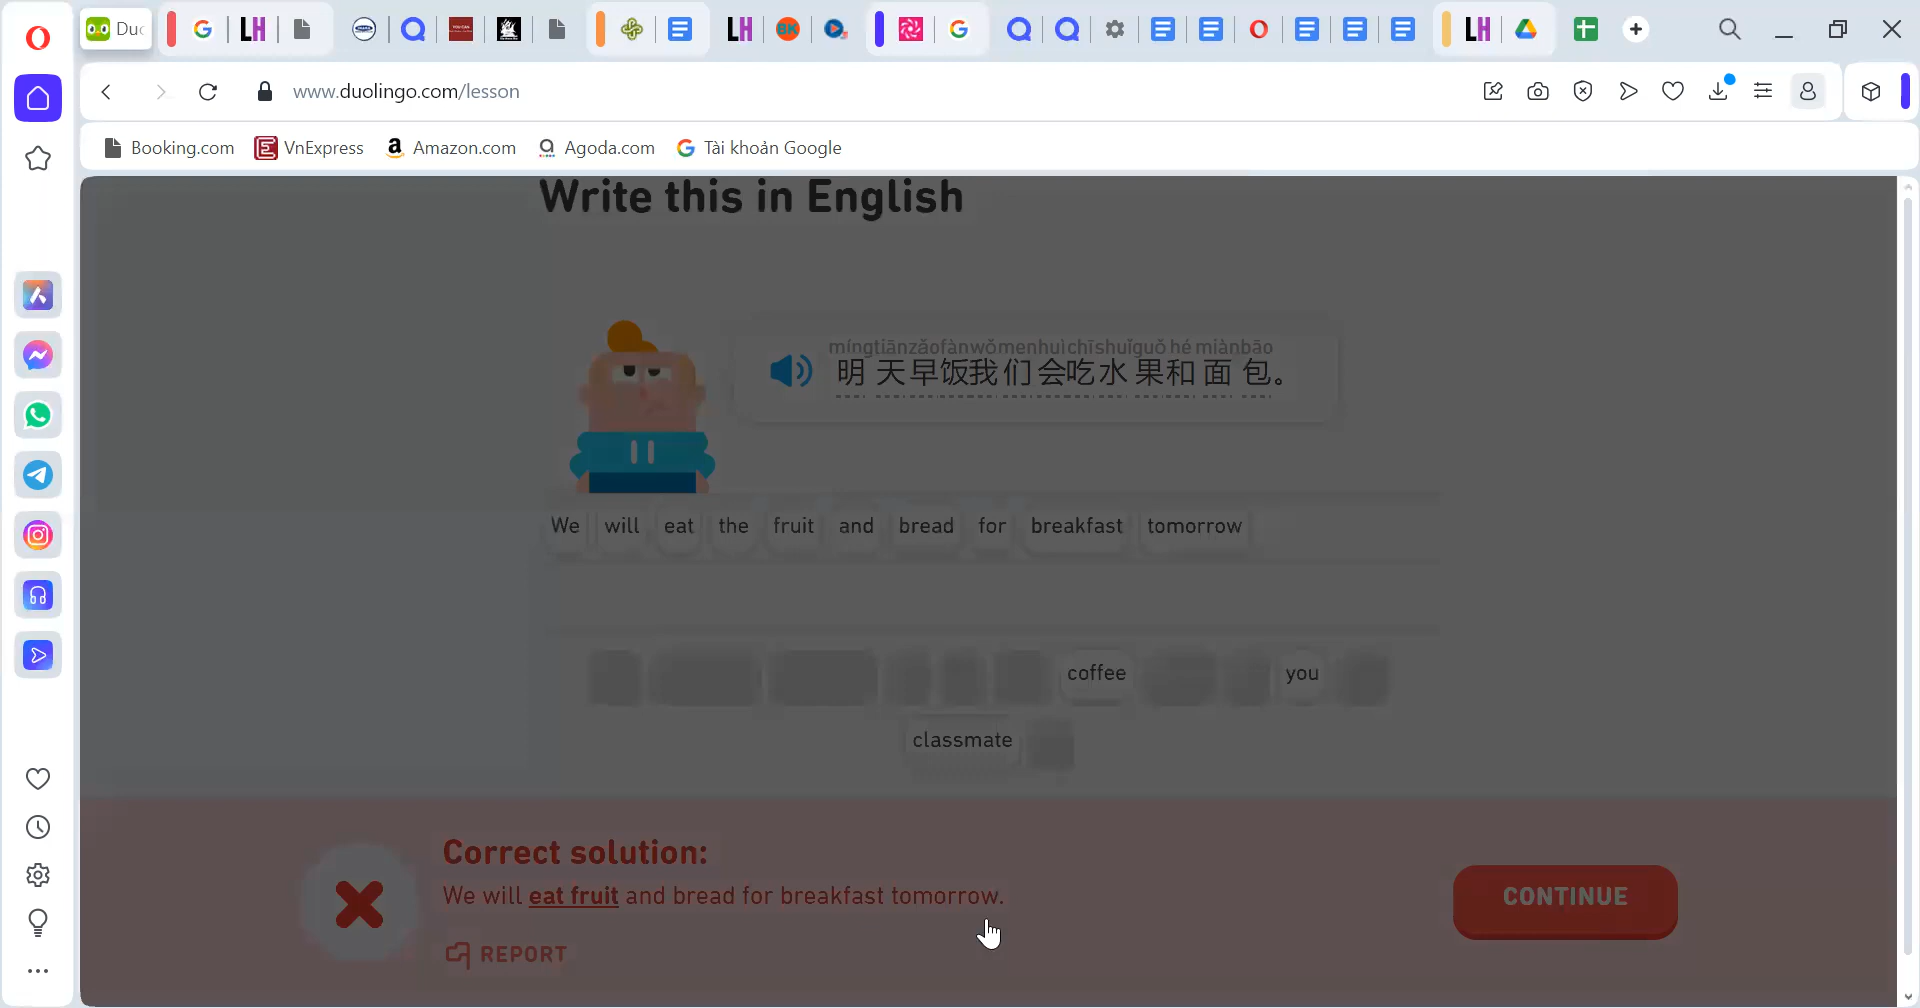 Duo
www.duolingo.com/lesson
Booking.com VnExpress Amazon.com Agoda.com Tài khoản Google
Write this in English
míngtiānzǎofànwǒmenhuìchīshuǐguǒ hé miànbāo
明天早饭我们会吃水果和面包。
We will eat the fruit and bread for breakfast tomorrow
coffee you
classmate
Correct solution:
We will eat fruit and bread for breakfast tomorrow.
REPORT
CONTINUE